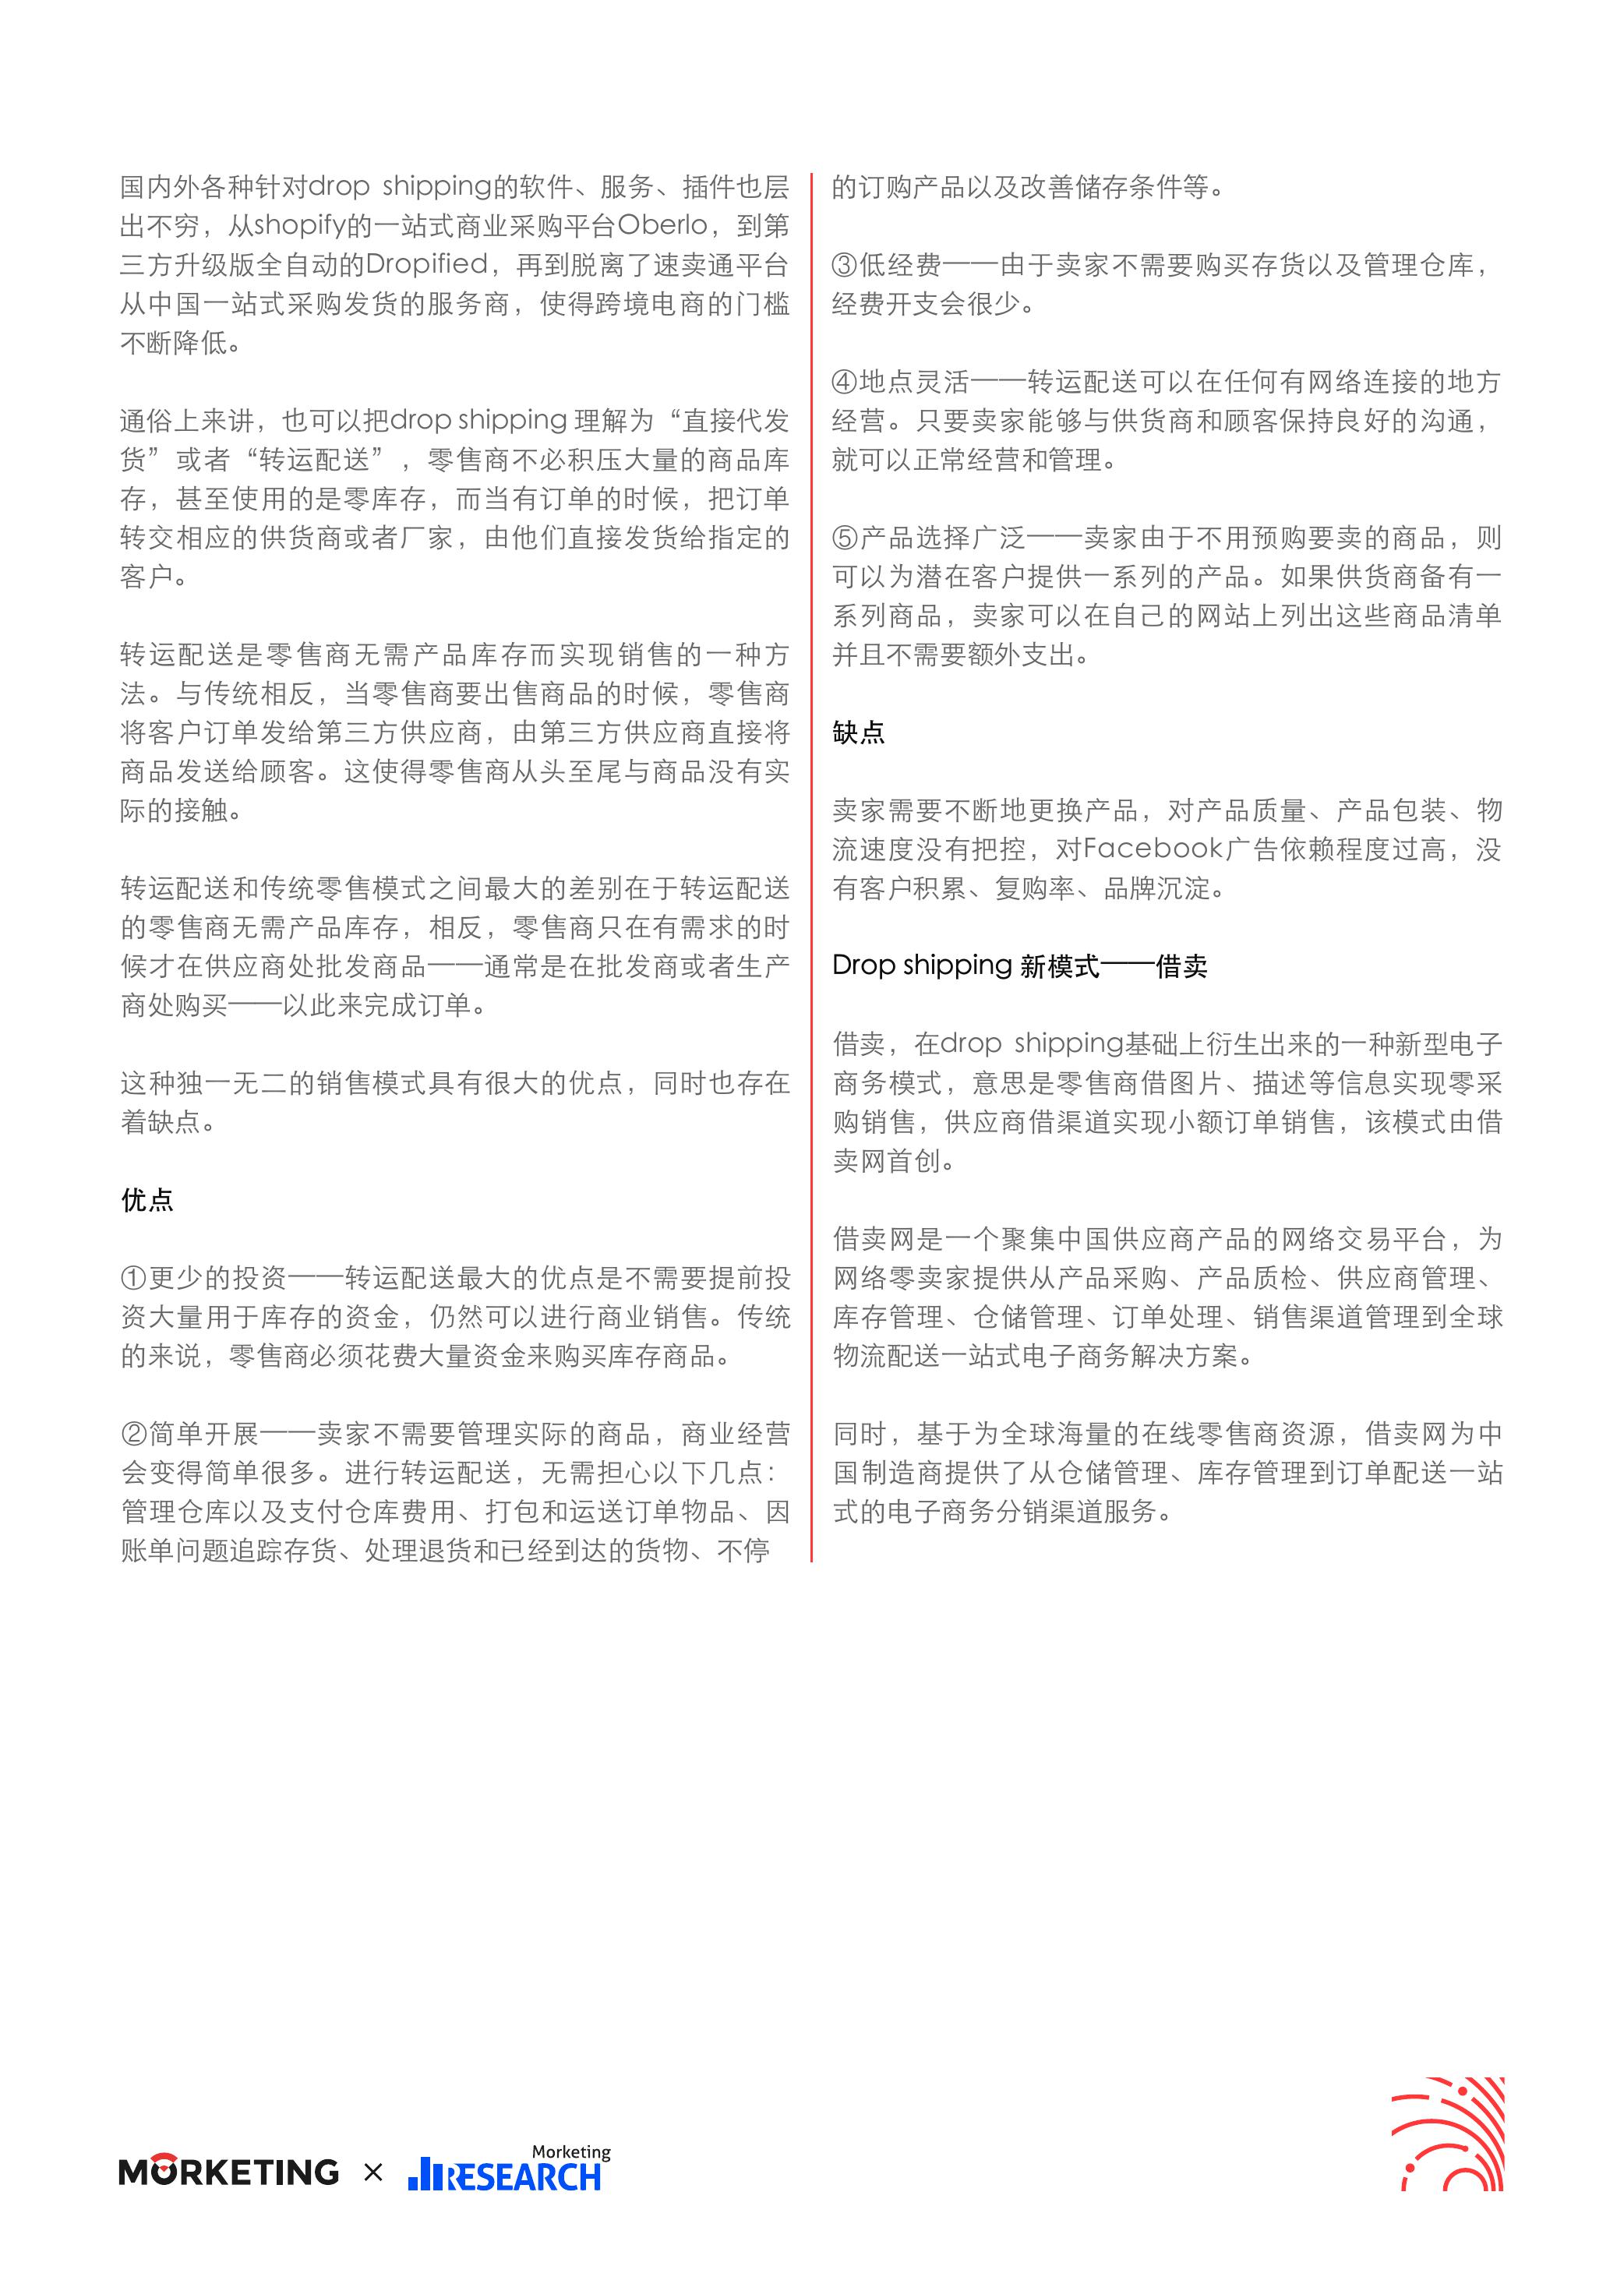 国内外各种针对drop shipping的软件、服务、插件也层
出不穷，从shopify的一站式商业采购平台Oberlo，到第
三方升级版全自动的Dropified，再到脱离了速卖通平台
从中国一站式采购发货的服务商，使得跨境电商的门槛
不断降低。
通俗上来讲，也可以把drop shipping 理解为“直接代发
货”或者“转运配送”，零售商不必积压大量的商品库
存，甚至使用的是零库存，而当有订单的时候，把订单
转交相应的供货商或者厂家，由他们直接发货给指定的
客户。
转运配送是零售商无需产品库存而实现销售的一种方
法。与传统相反，当零售商要出售商品的时候，零售商
将客户订单发给第三方供应商，由第三方供应商直接将
商品发送给顾客。这使得零售商从头至尾与商品没有实
际的接触。
转运配送和传统零售模式之间最大的差别在于转运配送
的零售商无需产品库存，相反，零售商只在有需求的时
候才在供应商处批发商品——通常是在批发商或者生产
商处购买——以此来完成订单。
这种独一无二的销售模式具有很大的优点，同时也存在
着缺点。
优点
①更少的投资——转运配送最大的优点是不需要提前投
资大量用于库存的资金，仍然可以进行商业销售。传统
的来说，零售商必须花费大量资金来购买库存商品。
②简单开展——卖家不需要管理实际的商品，商业经营
会变得简单很多。进行转运配送，无需担心以下几点：
管理仓库以及支付仓库费用、打包和运送订单物品、因
账单问题追踪存货、处理退货和已经到达的货物、不停
的订购产品以及改善储存条件等。
③低经费——由于卖家不需要购买存货以及管理仓库，
经费开支会很少。
④地点灵活——转运配送可以在任何有网络连接的地方
经营。只要卖家能够与供货商和顾客保持良好的沟通，
就可以正常经营和管理。
⑤产品选择广泛——卖家由于不用预购要卖的商品，则
可以为潜在客户提供一系列的产品。如果供货商备有一
系列商品，卖家可以在自己的网站上列出这些商品清单
并且不需要额外支出。
缺点
卖家需要不断地更换产品，对产品质量、产品包装、物
流速度没有把控，对Facebook广告依赖程度过高，没
有客户积累、复购率、品牌沉淀。
Drop shipping 新模式——借卖
借卖，在drop shipping基础上衍生出来的一种新型电子
商务模式，意思是零售商借图片、描述等信息实现零采
购销售，供应商借渠道实现小额订单销售，该模式由借
卖网首创。
借卖网是一个聚集中国供应商产品的网络交易平台，为
网络零卖家提供从产品采购、产品质检、供应商管理、
库存管理、仓储管理、订单处理、销售渠道管理到全球
物流配送一站式电子商务解决方案。
同时，基于为全球海量的在线零售商资源，借卖网为中
国制造商提供了从仓储管理、库存管理到订单配送一站
式的电子商务分销渠道服务。
MORKETING × Morketing
RESEARCH